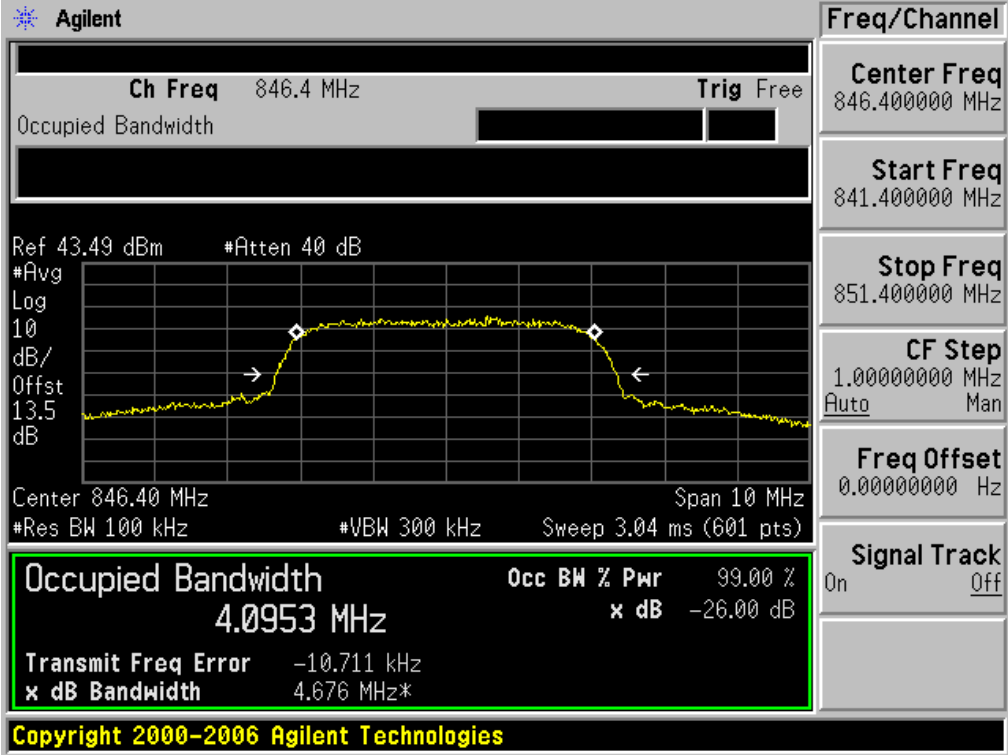 Agilent
Freq/Channel
Ch Freq 846.4 MHz Trig Free
Occupied Bandwidth
Center Freq
846.400000 MHz
Start Freq
841.400000 MHz
Stop Freq
851.400000 MHz
CF Step
1.00000000 MHz
Auto Man
Freq Offset
0.00000000 Hz
Signal Track
On Off
Ref 43.49 dBm #Atten 40 dB
#Avg
Log
10
dB/
Offst
13.5
dB
Center 846.40 MHz Span 10 MHz
#Res BW 100 kHz #VBW 300 kHz Sweep 3.04 ms (601 pts)
Occupied Bandwidth Occ BW % Pwr 99.00 %
4.0953 MHz x dB -26.00 dB
Transmit Freq Error -10.711 kHz
x dB Bandwidth 4.676 MHz*
Copyright 2000-2006 Agilent Technologies